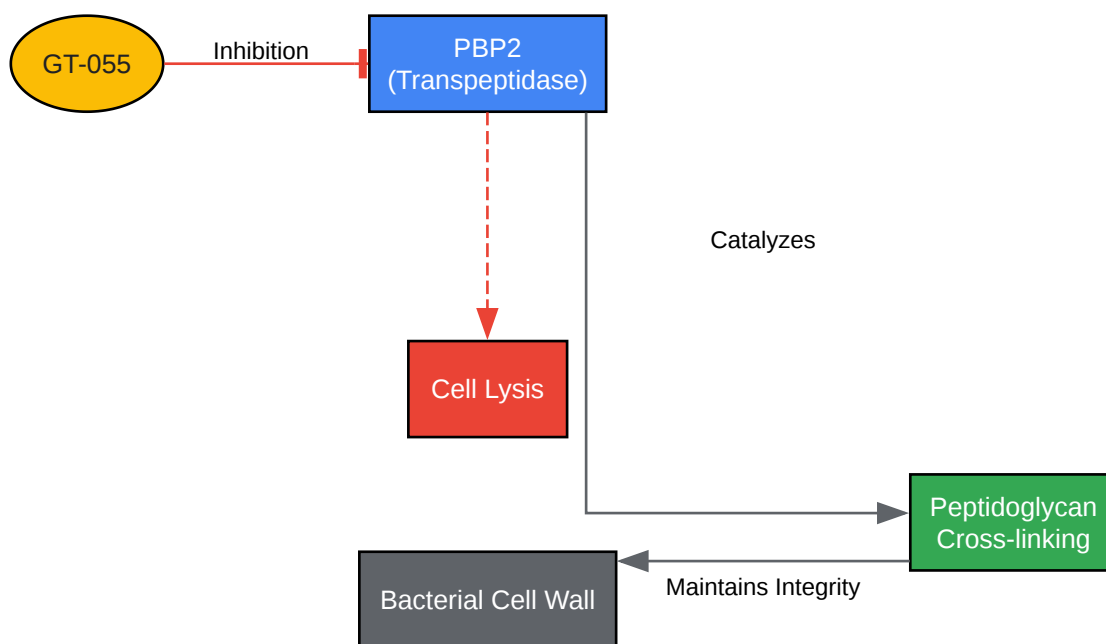 GT-055
Inhibition
PBP2
(Transpeptidase)
Catalyzes
Cell Lysis
Peptidoglycan
Cross-linking
Maintains Integrity
Bacterial Cell Wall